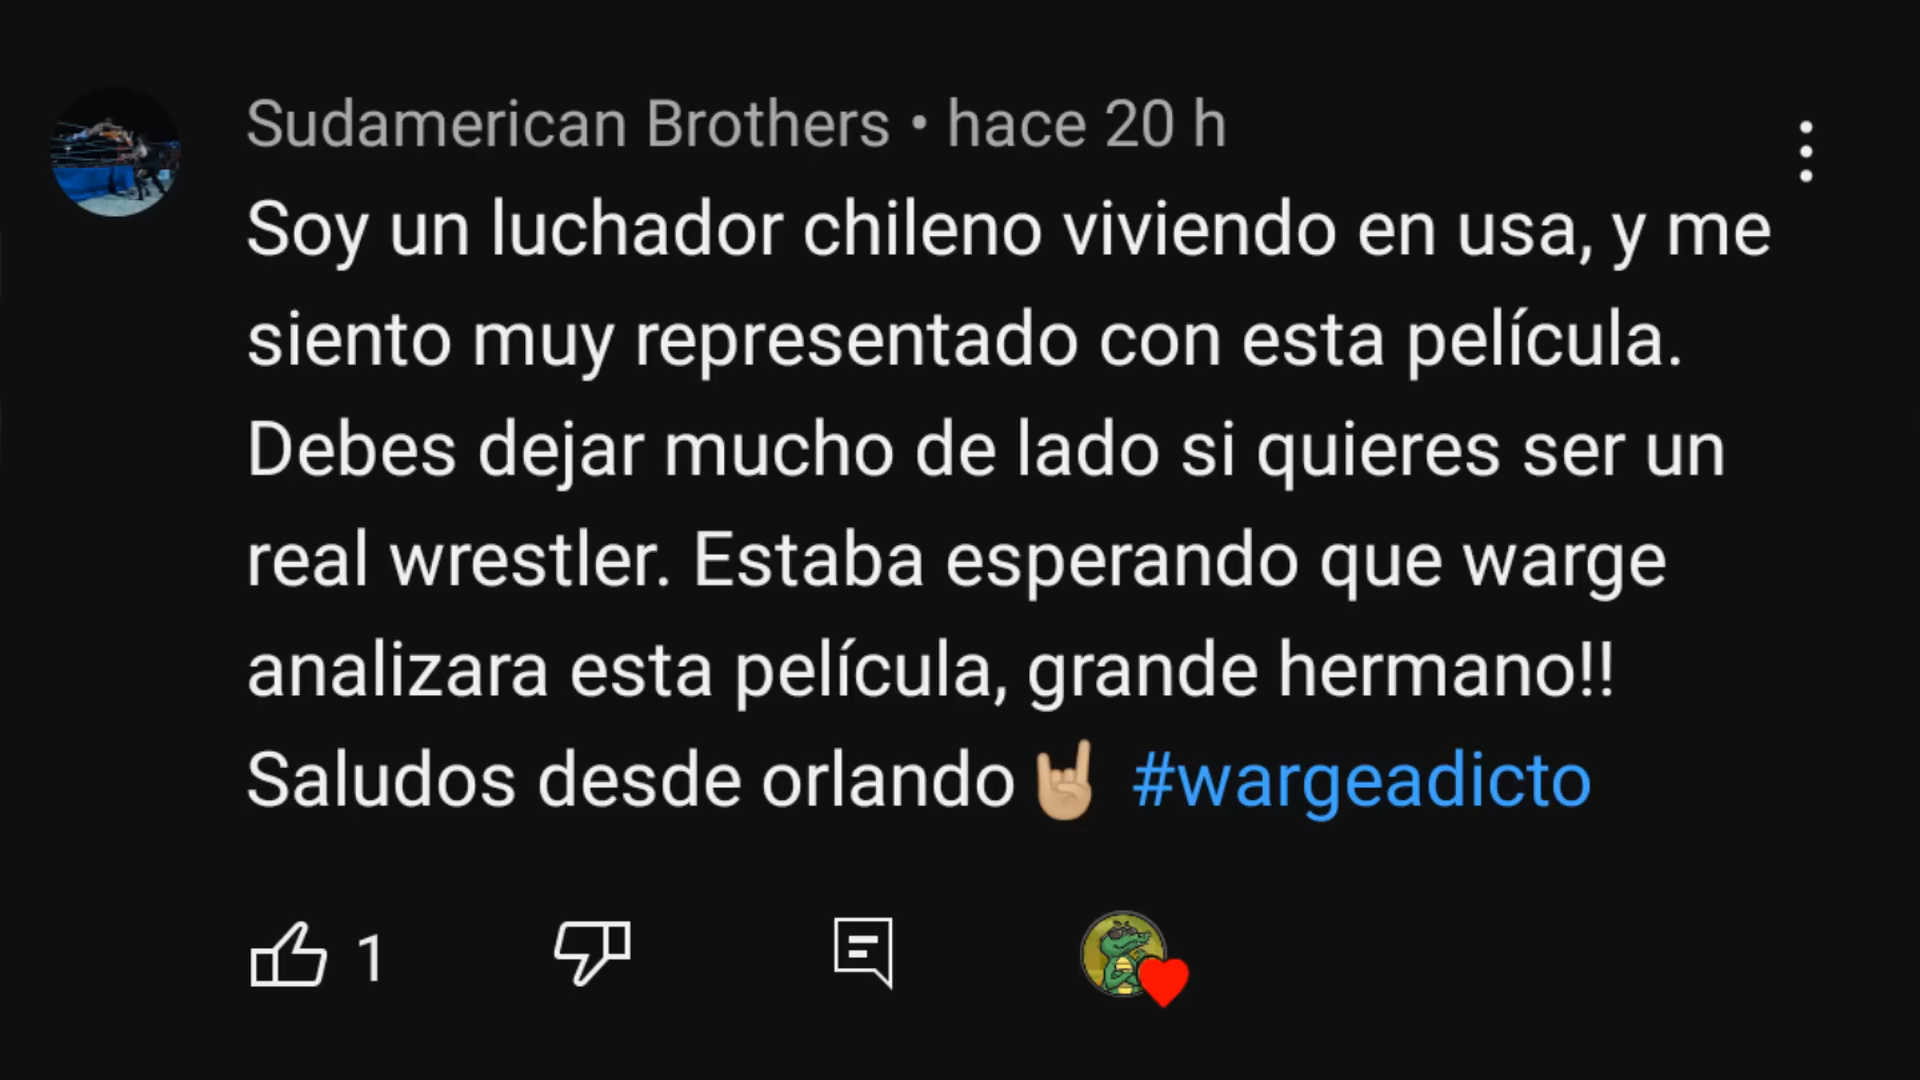 Sudamerican Brothers • hace 20 h
Soy un luchador chileno viviendo en usa, y me
siento muy representado con esta película.
Debes dejar mucho de lado si quieres ser un
real wrestler. Estaba esperando que warge
analizara esta película, grande hermano!!
Saludos desde orlando🤘🏼 #wargeadicto
1